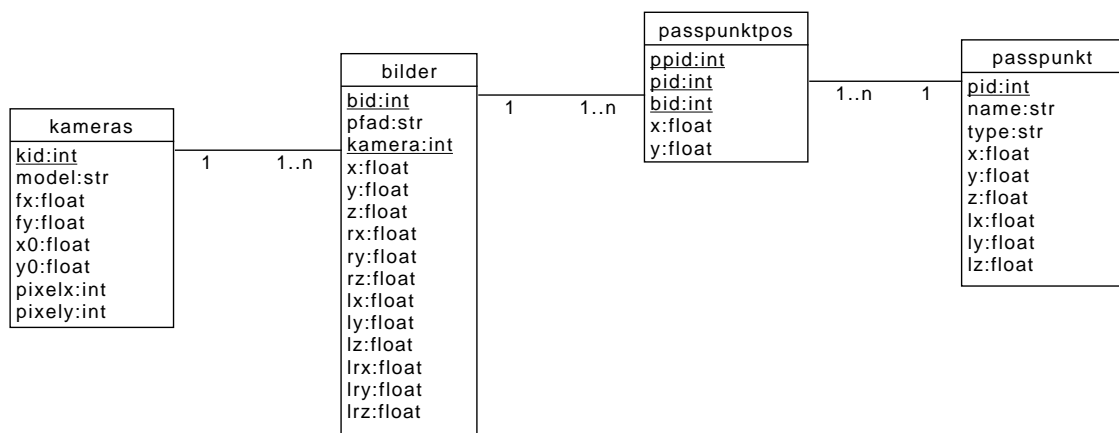 kameras
kid:int
model:str
fx:float
fy:float
x0:float
y0:float
pixelx:int
pixely:int
1
1..n
bilder
bid:int
pfad:str
kamera:int
x:float
y:float
z:float
rx:float
ry:float
rz:float
lx:float
ly:float
lz:float
lrx:float
lry:float
lrz:float
1
1..n
passpunktpos
ppid:int
pid:int
bid:int
x:float
y:float
1..n
1
passpunkt
pid:int
name:str
type:str
x:float
y:float
z:float
lx:float
ly:float
lz:float